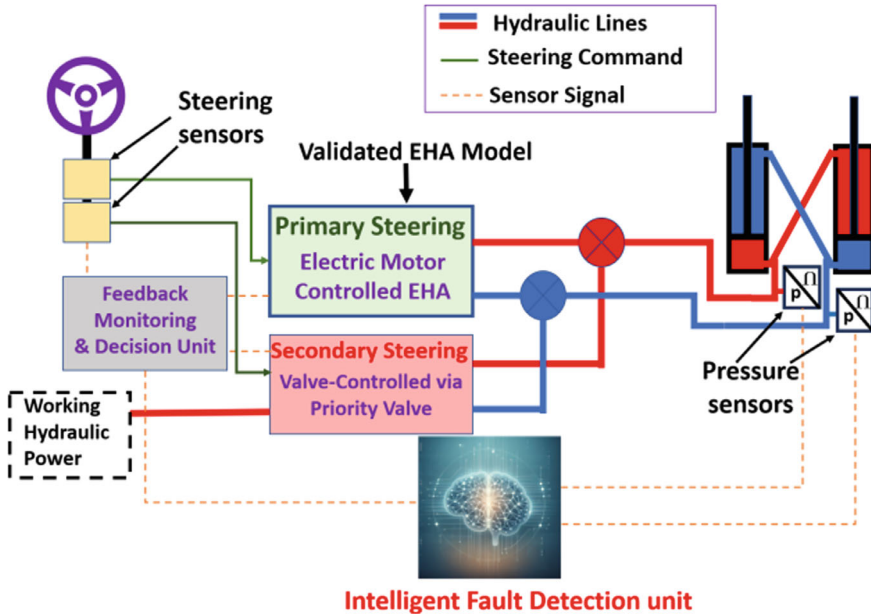 Hydraulic Lines
Steering Command
Sensor Signal
Steering
sensors
Validated EHA Model
Primary Steering
Electric Motor
Controlled EHA
Feedback
Monitoring
& Decision Unit
Secondary Steering
Valve-Controlled via
Priority Valve
Working
Hydraulic
Power
p
U
p
U
Pressure
sensors
Intelligent Fault Detection unit